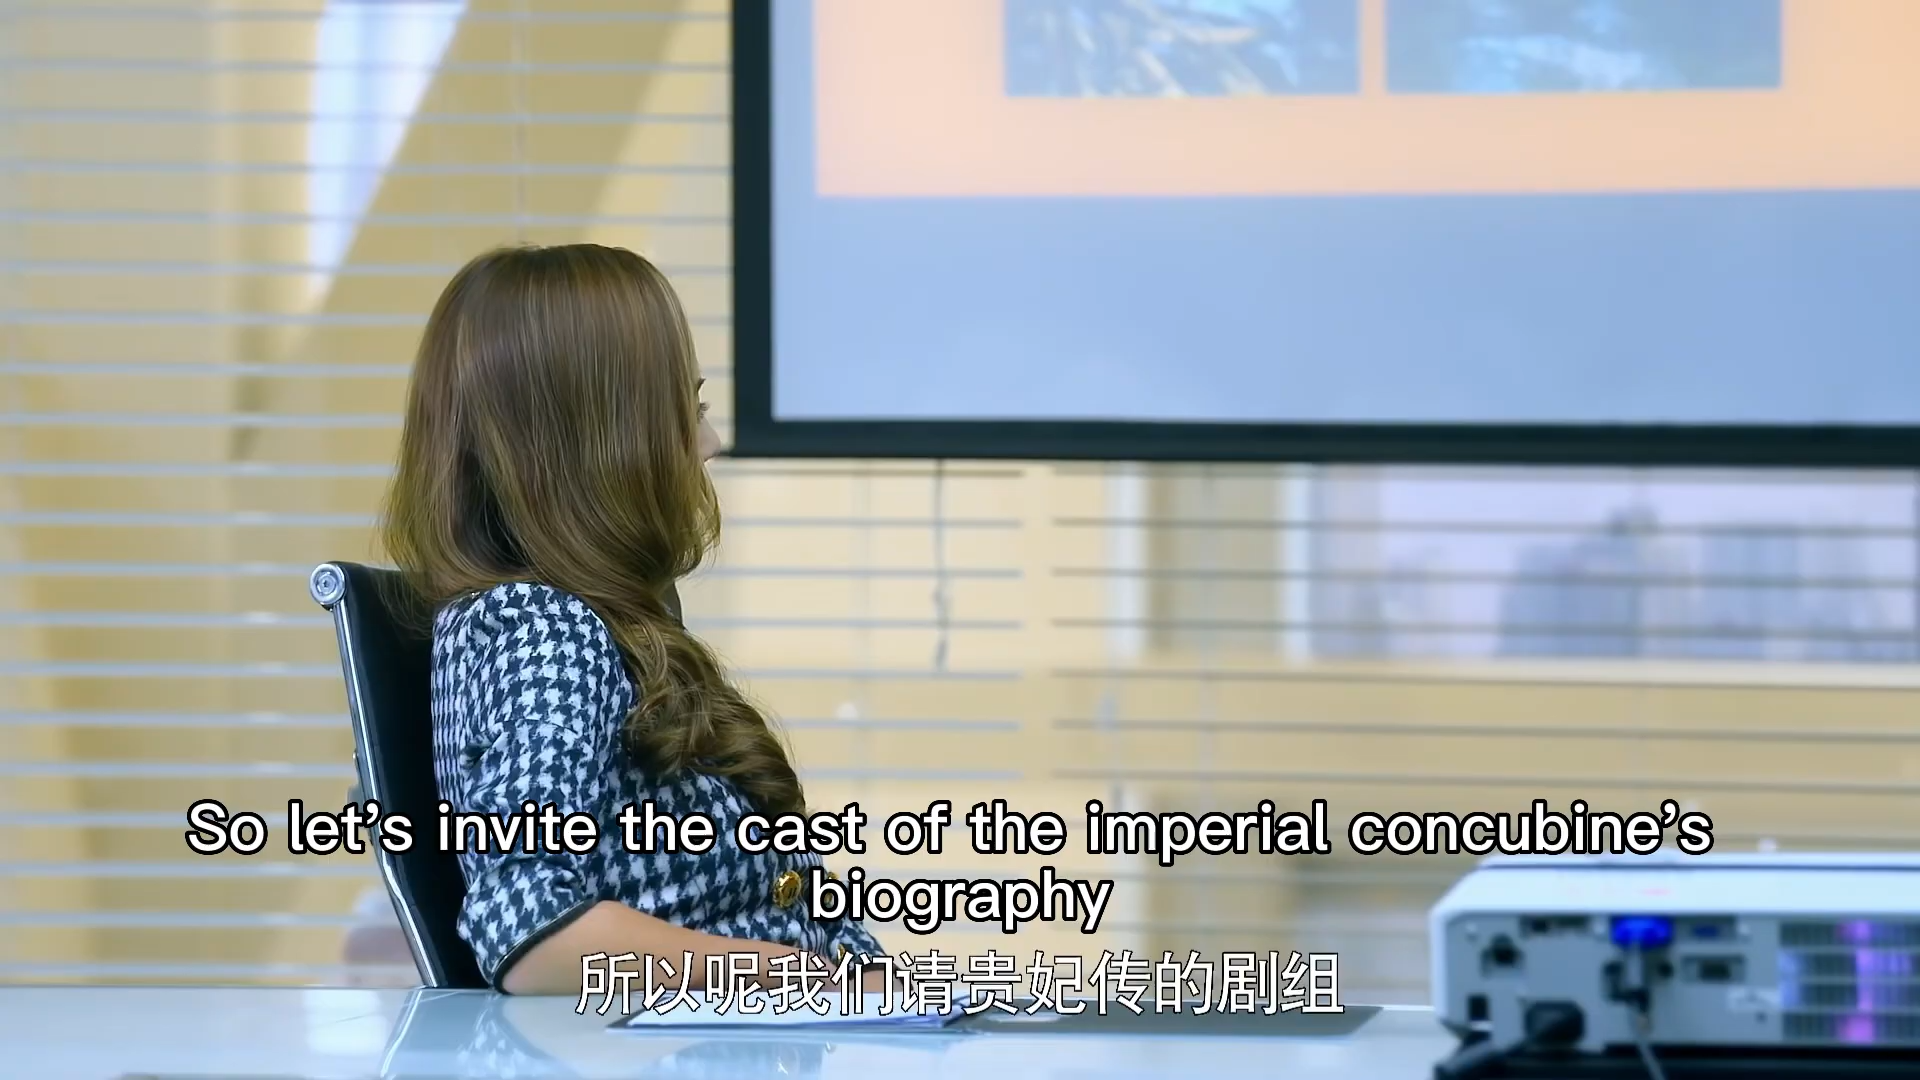 So let's invite the cast of the imperial concubine's
biography
所以呢我们请贵妃传的剧组